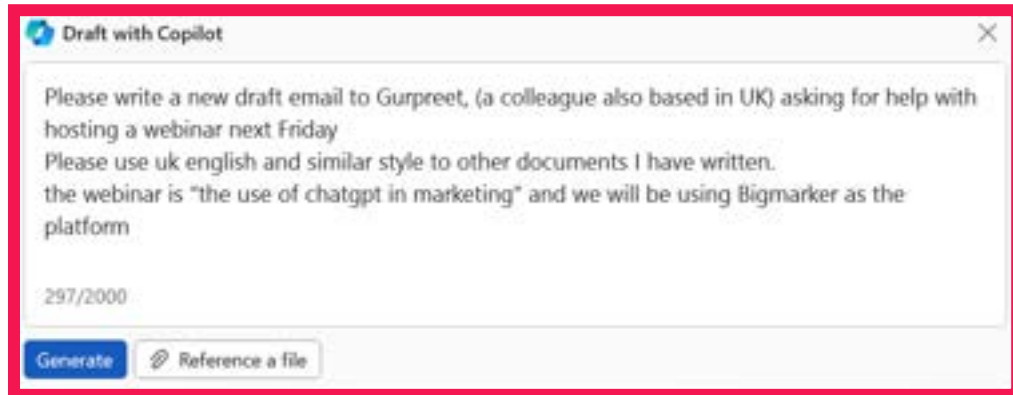 Draft with Copilot
Please write a new draft email to Gurpreet, (a colleague also based in UK) asking for help with
hosting a webinar next Friday
Please use uk english and similar style to other documents I have written.
the webinar is "the use of chatgpt in marketing" and we will be using Bigmarker as the
platform
297/2000
Generate
Reference a file